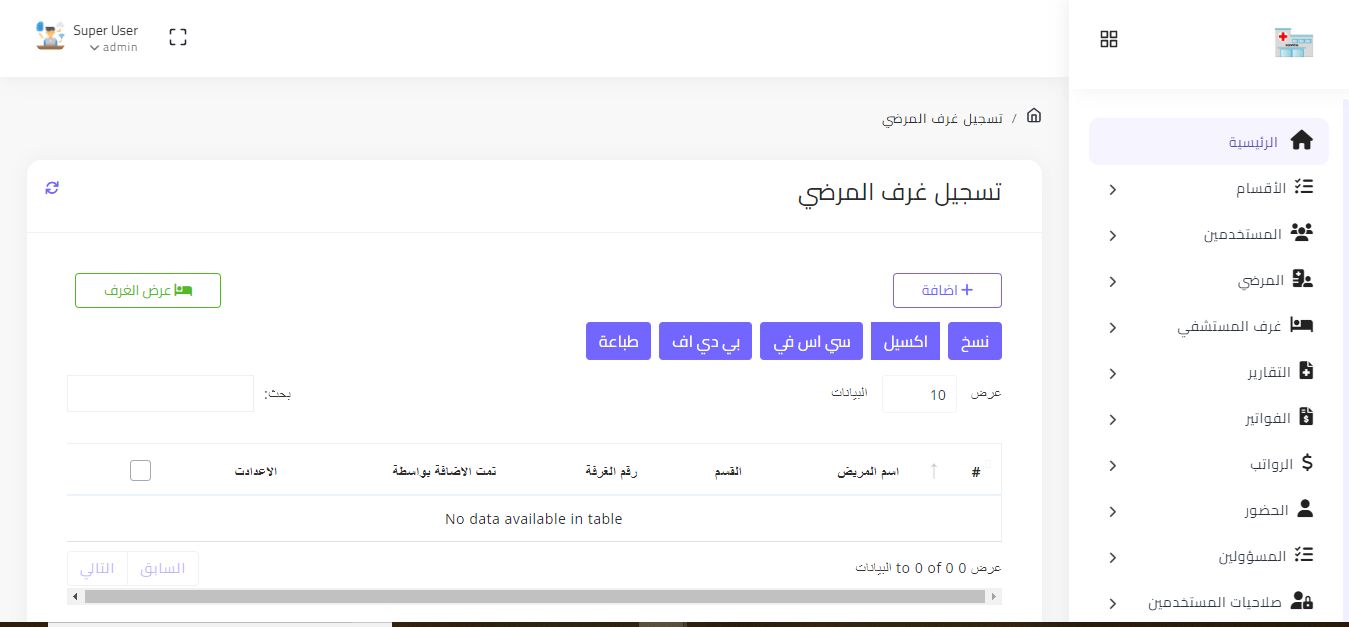 Super User
admin
تسجيل غرف المرضي /
الرئيسية
الأقسام
المستخدمين
المرضي
غرف المستشفي
التقارير
الفواتير
الرواتب
الحضور
المسؤولين
صلاحيات المستخدمين
تسجيل غرف المرضي
+ اضافة
عرض الغرف
نسخ اكسيل سي اس في بي دي اف طباعة
عرض 10 البيانات
بحث:
# اسم المريض القسم رقم الغرفة تمت الاضافة بواسطة الاعدادت
No data available in table
عرض 0 to 0 of 0 البيانات
السابق التالي